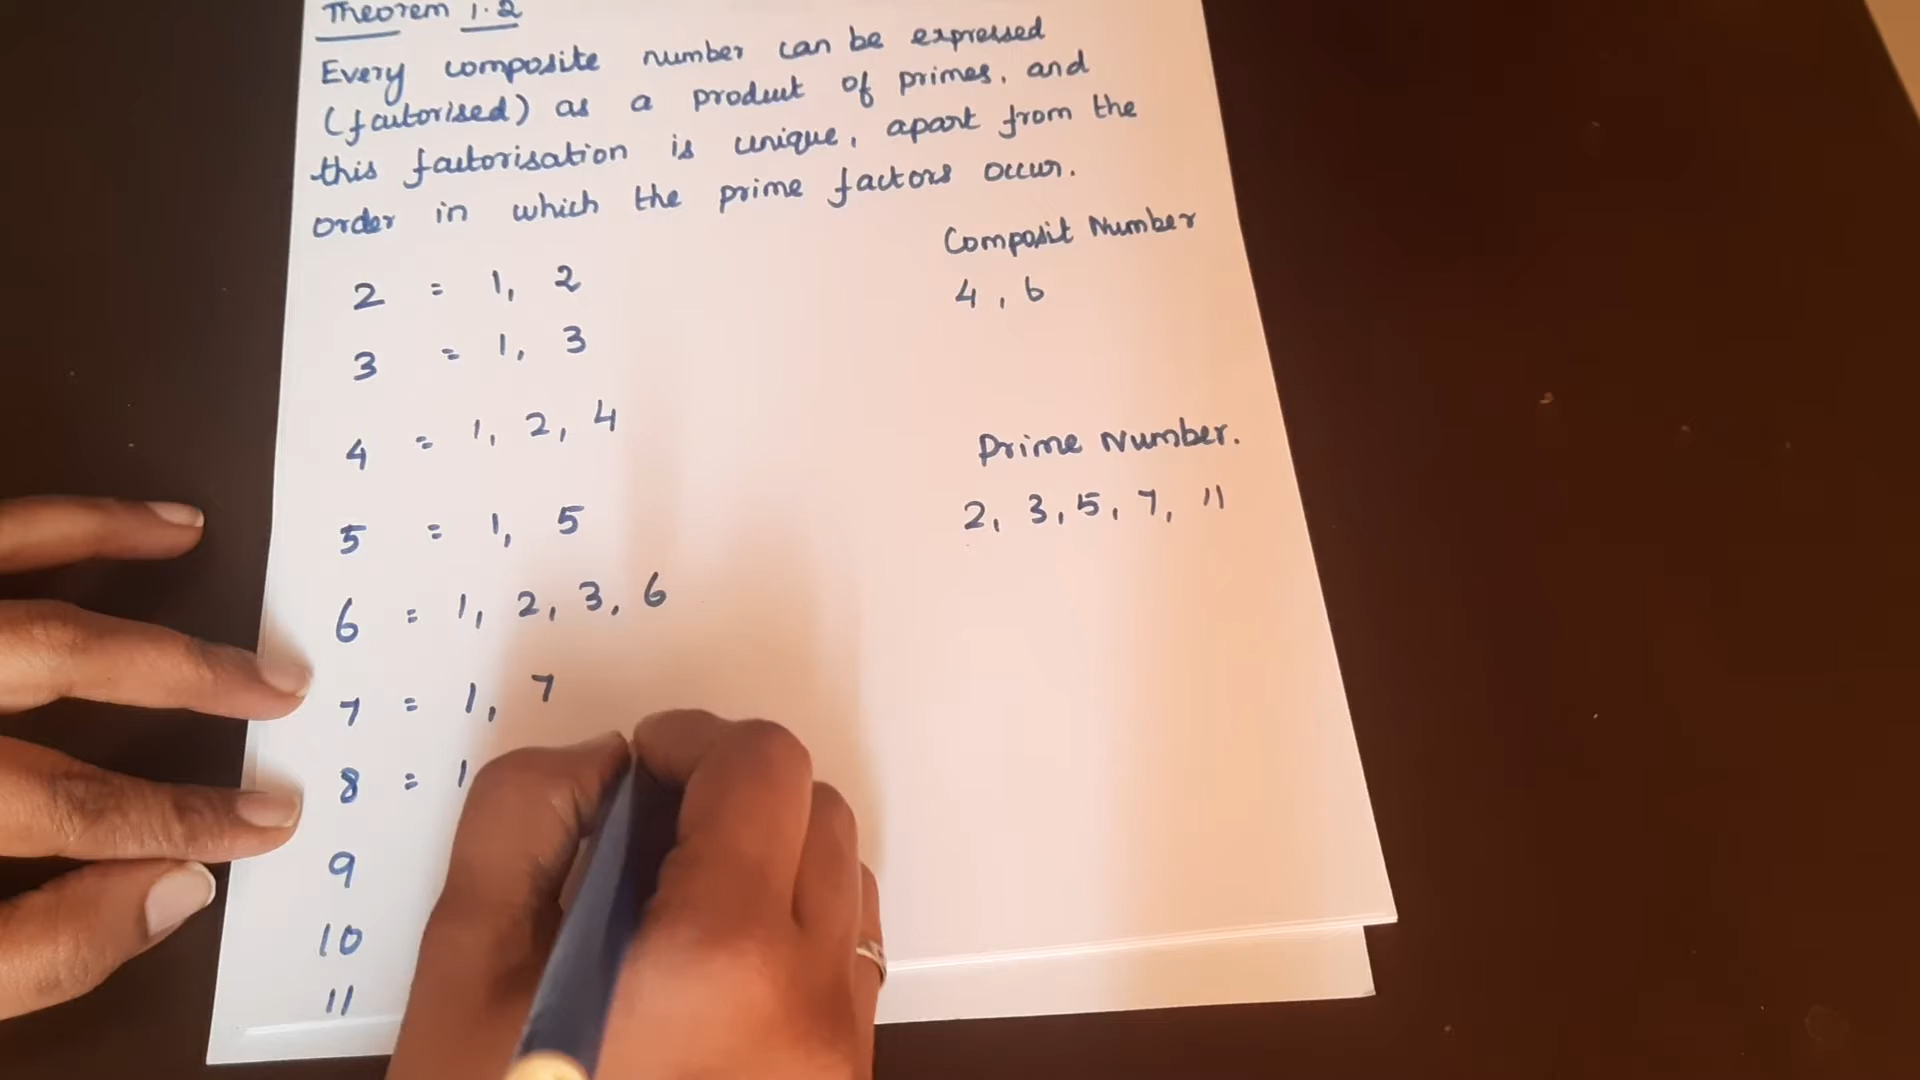 Theorem 1.2
Every composite number can be expressed
(factorised) as a product of primes, and
this factorisation is unique, apart from the
order in which the prime factors occur.
Composit Number
4, 6
2 = 1, 2
3 = 1, 3
4 = 1, 2, 4
5 = 1, 5
6 = 1, 2, 3, 6
7 = 1, 7
8 = 1
9
10
11
Prime Number.
2, 3, 5, 7, 11